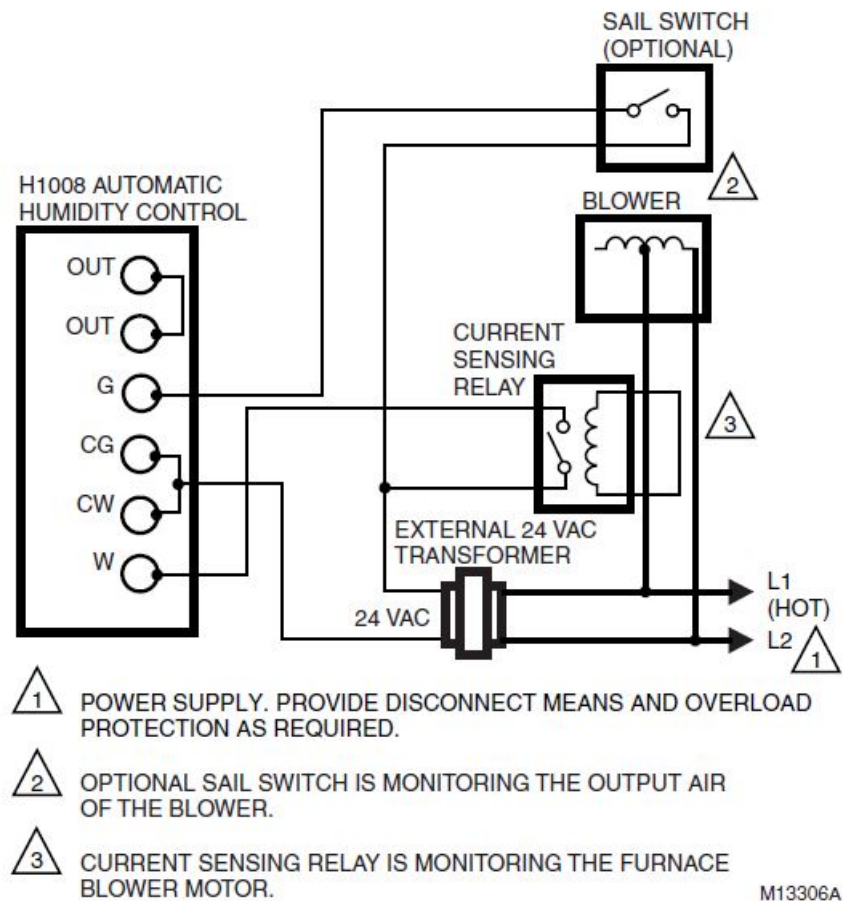 SAIL SWITCH
(OPTIONAL)
2
H1008 AUTOMATIC
HUMIDITY CONTROL
BLOWER
OUT
OUT
G
CG
CW
W
CURRENT
SENSING
RELAY
3
EXTERNAL 24 VAC
TRANSFORMER
24 VAC
L1
(HOT)
L2
1
1 POWER SUPPLY. PROVIDE DISCONNECT MEANS AND OVERLOAD
PROTECTION AS REQUIRED.
2 OPTIONAL SAIL SWITCH IS MONITORING THE OUTPUT AIR
OF THE BLOWER.
3 CURRENT SENSING RELAY IS MONITORING THE FURNACE
BLOWER MOTOR.
M13306A